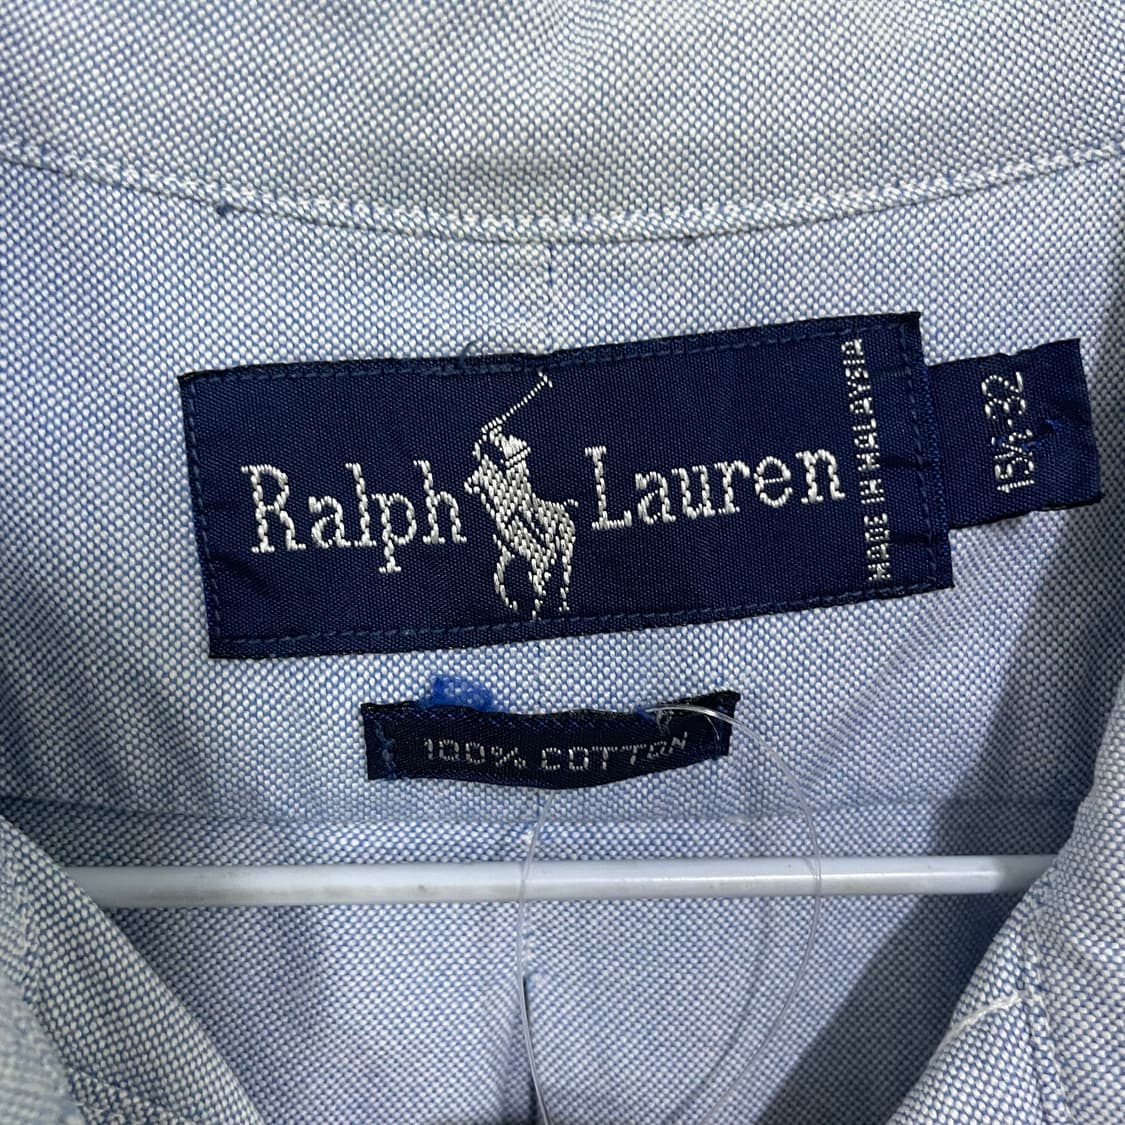 Ralph Lauren
MADE IN MALAYSIA
15½-32
100% COTTON